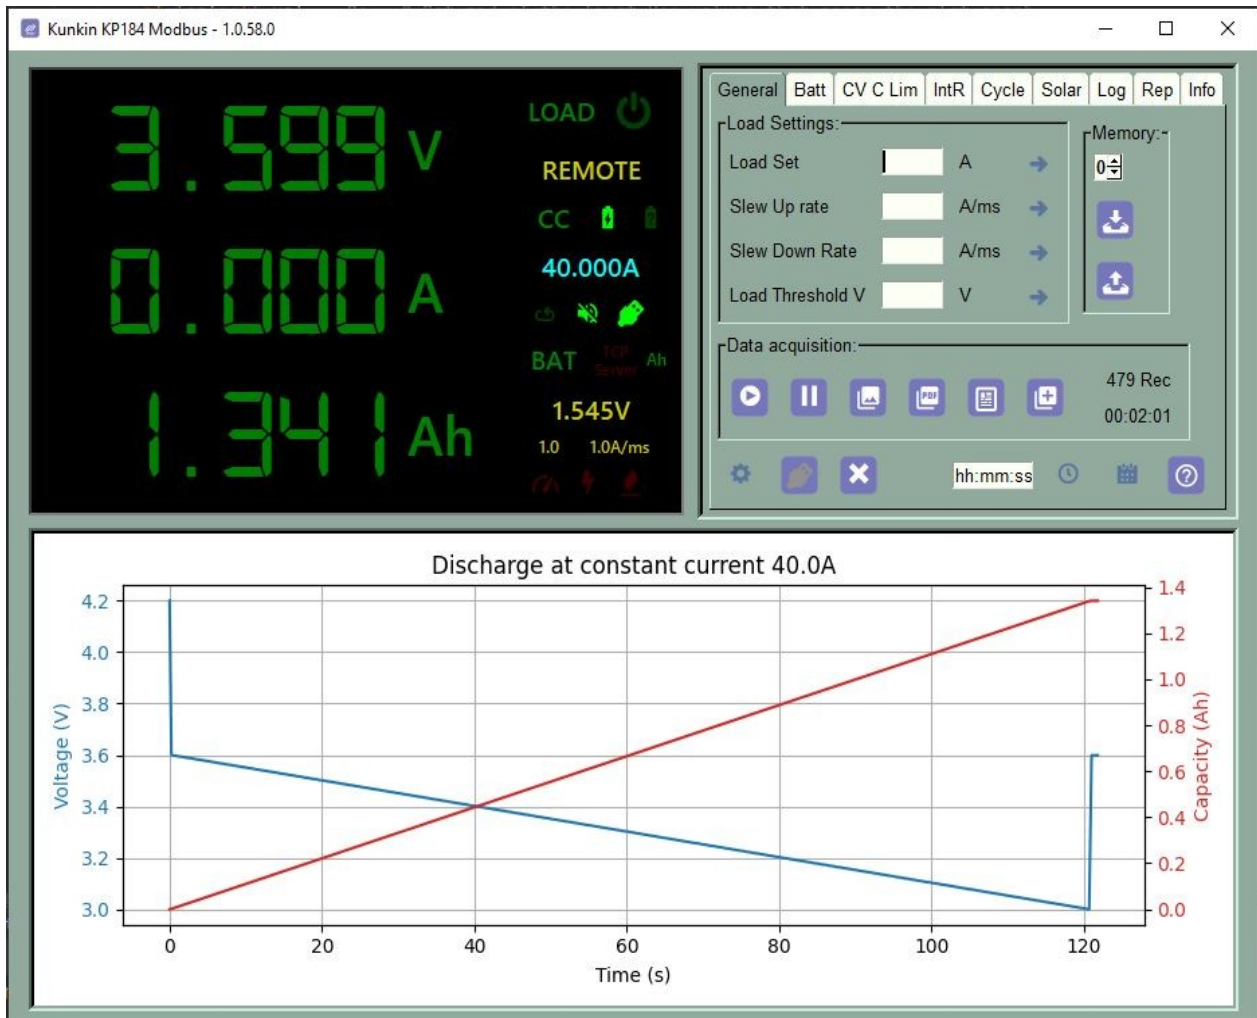 Kunkin KP184 Modbus - 1.0.58.0
3.599 V
0.000 A
1.341 Ah
LOAD
REMOTE
CC
40.000A
BAT TCP Server Ah
1.545V
1.0 1.0A/ms
General Batt CV C Lim IntR Cycle Solar Log Rep Info
Load Settings:
Load Set A
Slew Up rate A/ms
Slew Down Rate A/ms
Load Threshold V V
Memory:
0
Data acquisition:
PDF
479 Rec
00:02:01
hh:mm:ss
Discharge at constant current 40.0A
Voltage (V)
4.2
4.0
3.8
3.6
3.4
3.2
3.0
1.4
1.2
1.0
0.8
0.6
0.4
0.2
0.0
Capacity (Ah)
0 20 40 60 80 100 120
Time (s)